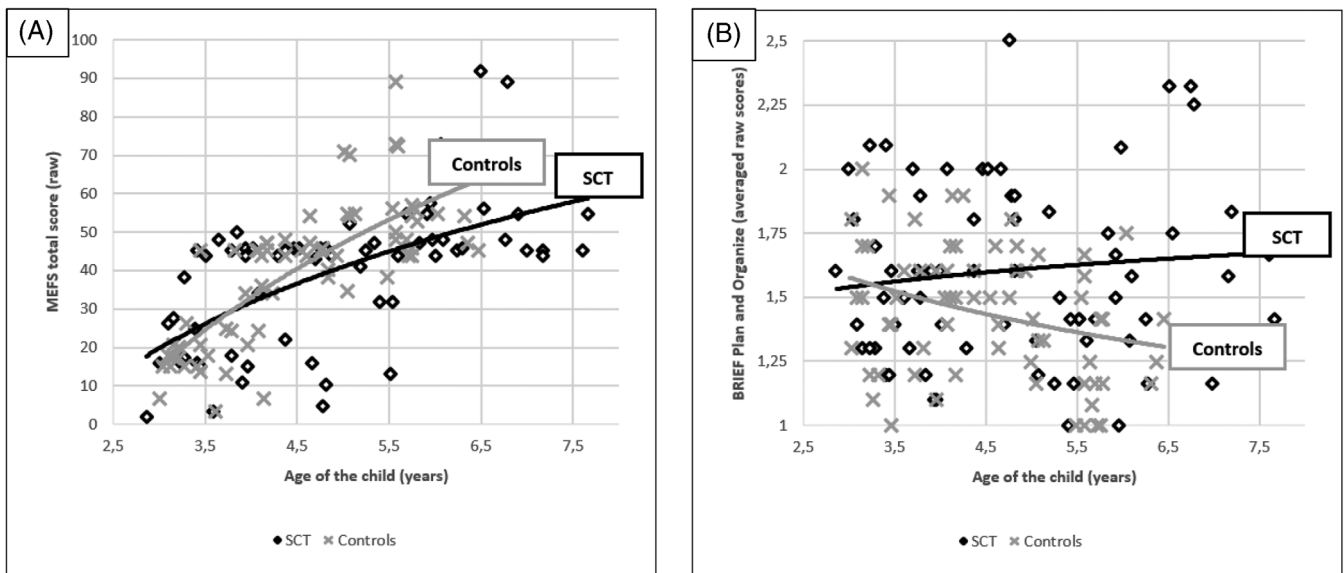 (A)
100
90
80
70
60
50
40
30
20
10
0
MEFS total score (raw)
Controls
SCT
2,5 3,5 4,5 5,5 6,5 7,5
Age of the child (years)
SCT Controls
(B)
2,5
2,25
2
1,75
1,5
1,25
1
BRIEF Plan and Organize (averaged raw scores)
SCT
Controls
2,5 3,5 4,5 5,5 6,5 7,5
Age of the child (years)
SCT Controls